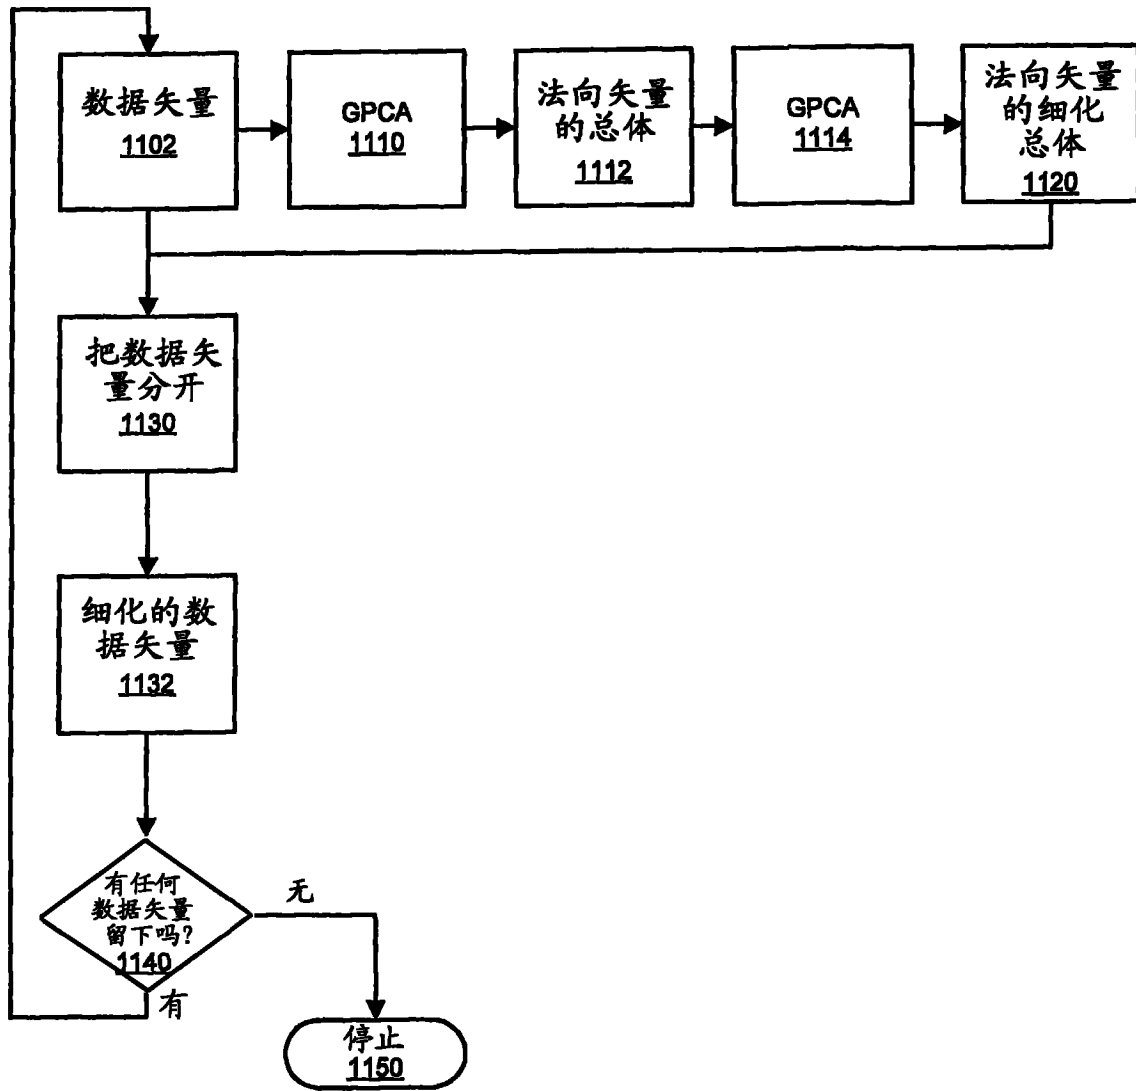 数据矢量
1102
GPCA
1110
法向矢量
的总体
1112
GPCA
1114
法向矢量
的细化
总体
1120
把数据矢
量分开
1130
细化的数
据矢量
1132
有任何
数据矢量
留下吗?
1140
无
有
停止
1150